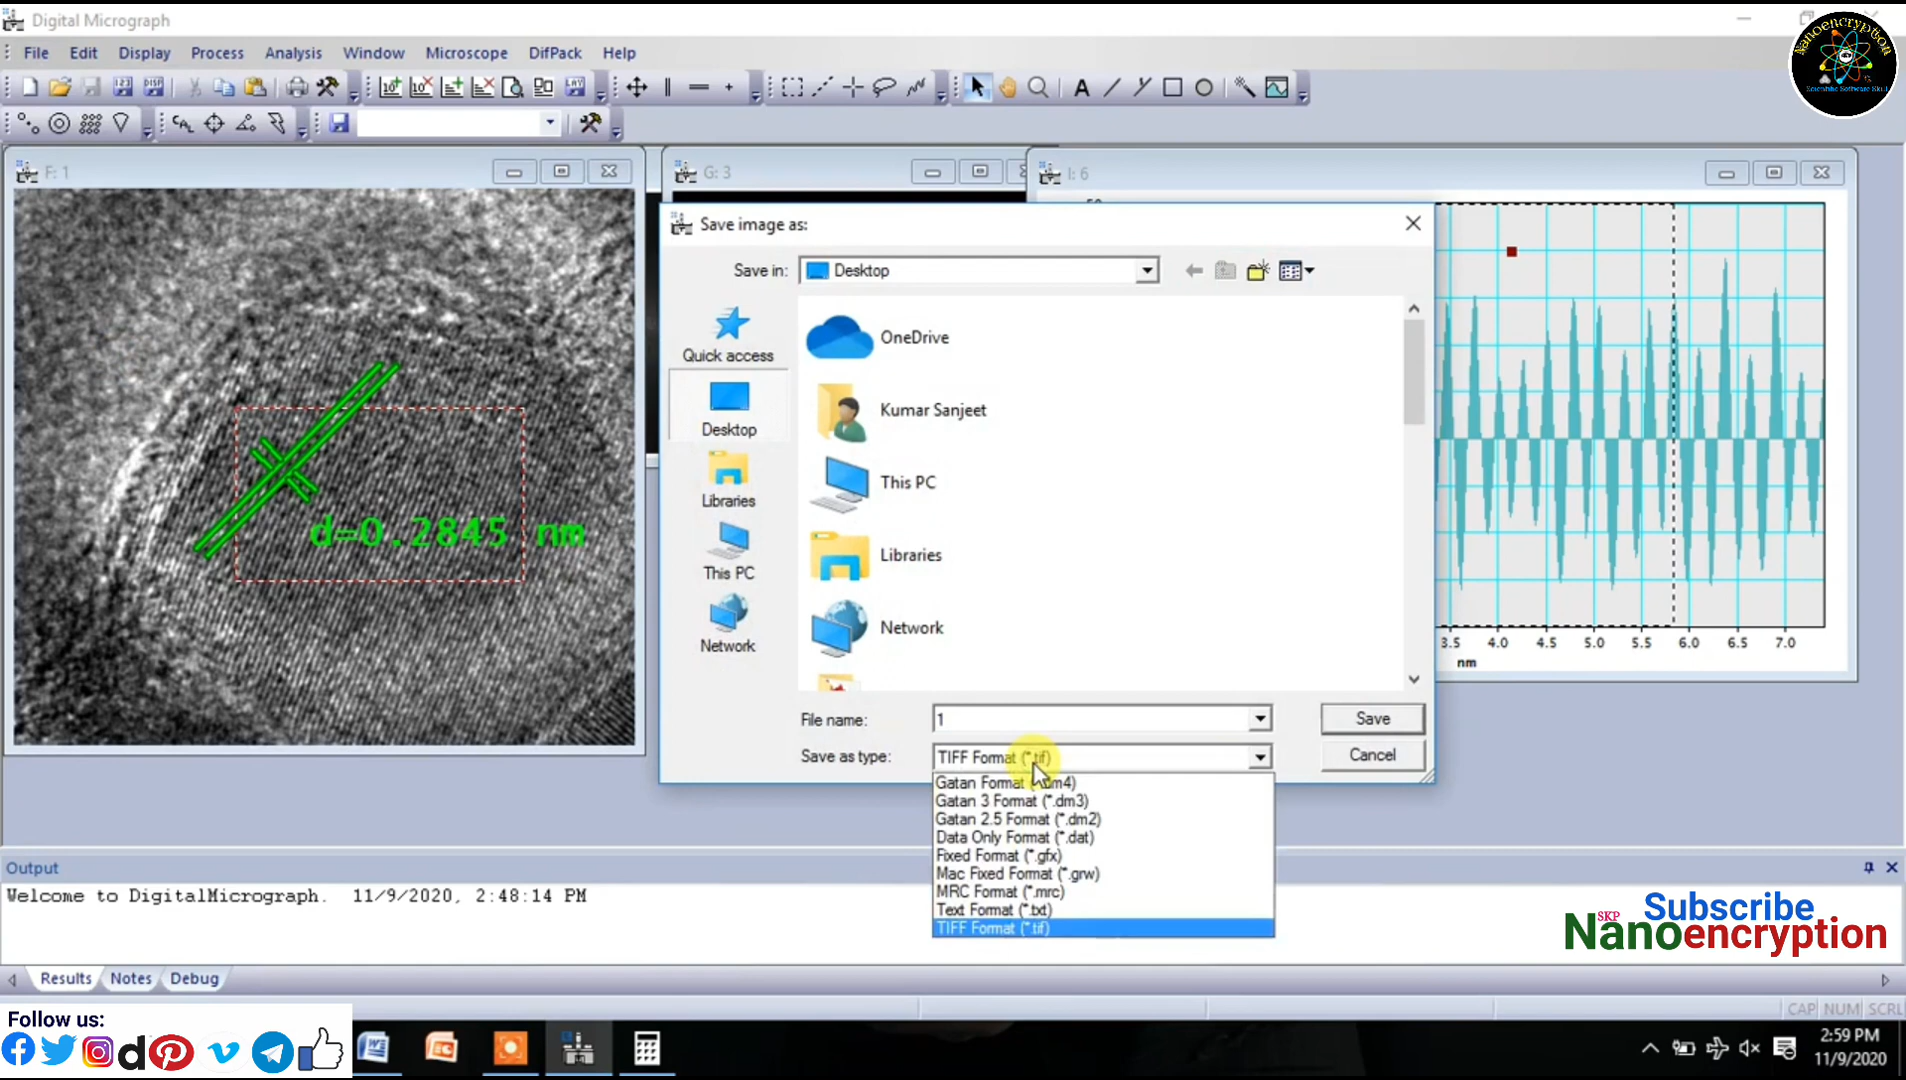 Digital Micrograph
File Edit Display Process Analysis Window Microscope DifPack Help
Nanoencryption
Scientific Software Skill
F: 1
G: 3
I: 6
d=0.2845 nm
Save image as:
Save in: Desktop
Quick access
Desktop
Libraries
This PC
Network
OneDrive
Kumar Sanjeet
This PC
Libraries
Network
File name: 1 Save
Save as type: TIFF Format (*.tif) Cancel
Gatan Format (*.dm4)
Gatan 3 Format (*.dm3)
Gatan 2.5 Format (*.dm2)
Data Only Format (*.dat)
Fixed Format (*.gfx)
Mac Fixed Format (*.grw)
MRC Format (*.mrc)
Text Format (*.txt)
TIFF Format (*.tif)
3.5 4.0 4.5 5.0 5.5 6.0 6.5 7.0
nm
Output
Welcome to DigitalMicrograph. 11/9/2020, 2:48:14 PM
Subscribe
SKP
Nanoencryption
Results Notes Debug
CAP NUM SCRL
Follow us:
2:59 PM
11/9/2020